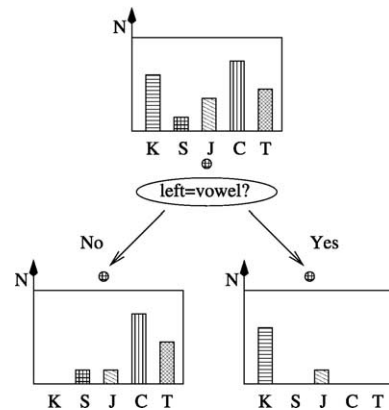 N
K S J C T
left=vowel?
No Yes
N N
K S J C T K S J C T